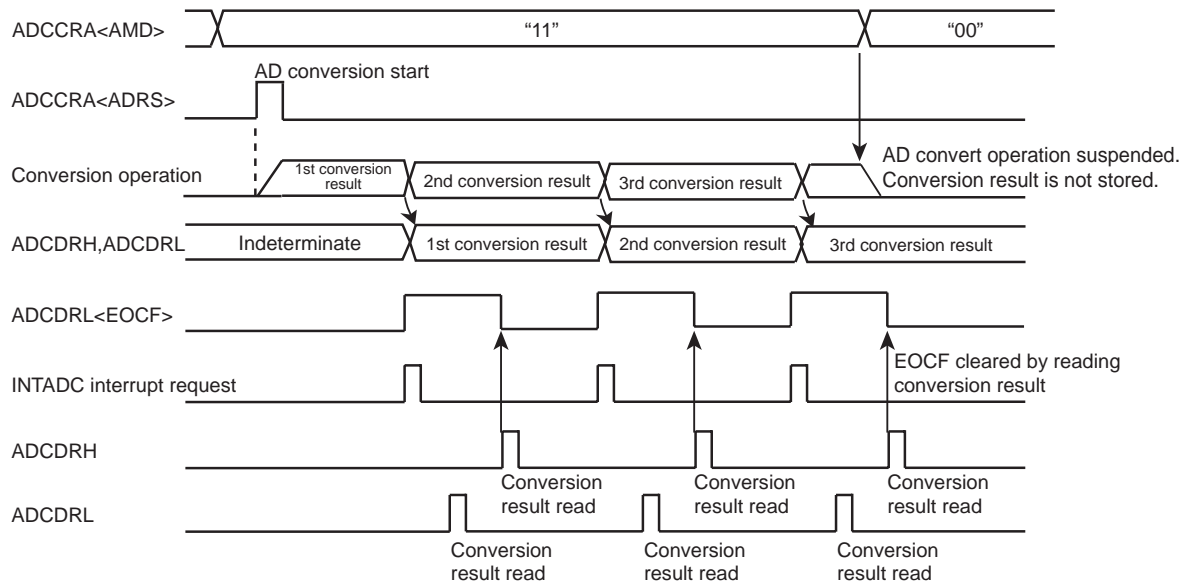 ADCCRA<AMD>
“11”
“00”
AD conversion start
ADCCRA<ADRS>
Conversion operation
1st conversion
result
2nd conversion result
3rd conversion result
AD convert operation suspended.
Conversion result is not stored.
ADCDRH,ADCDRL
Indeterminate
1st conversion result
2nd conversion result
3rd conversion result
ADCDRL<EOCF>
EOCF cleared by reading
conversion result
INTADC interrupt request
ADCDRH
Conversion
result read
Conversion
result read
Conversion
result read
ADCDRL
Conversion
result read
Conversion
result read
Conversion
result read